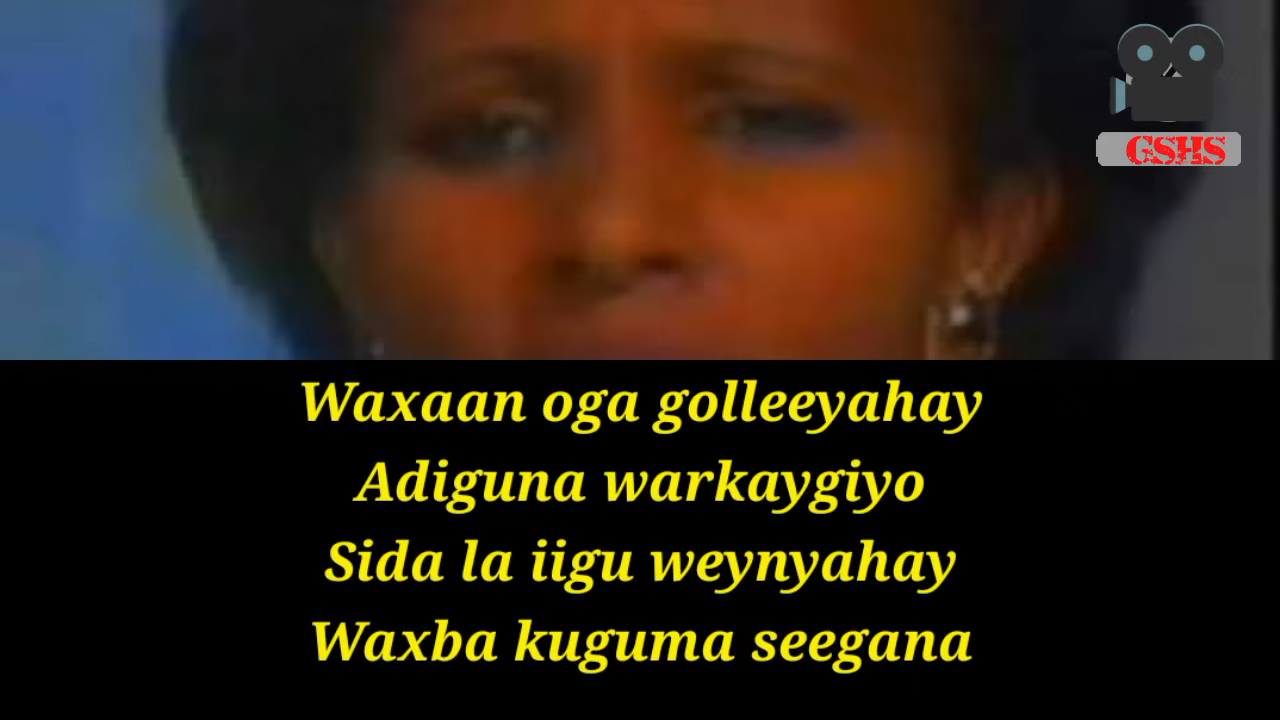 GSHS
Waxaan oga golleeyahay
Adiguna warkaygiyo
Sida la iigu weynyahay
Waxba kuguma seegana